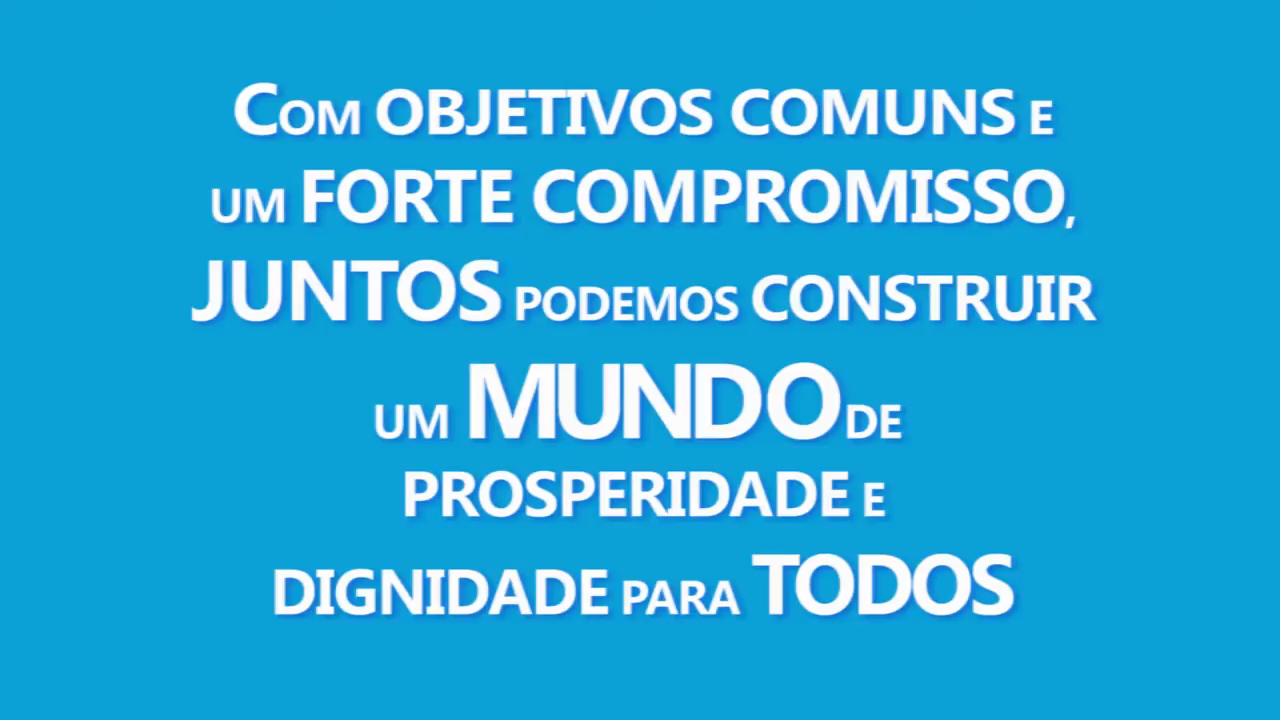 COM OBJETIVOS COMUNS E
UM FORTE COMPROMISSO,
JUNTOS PODEMOS CONSTRUIR
UM MUNDO DE
PROSPERIDADE E
DIGNIDADE PARA TODOS